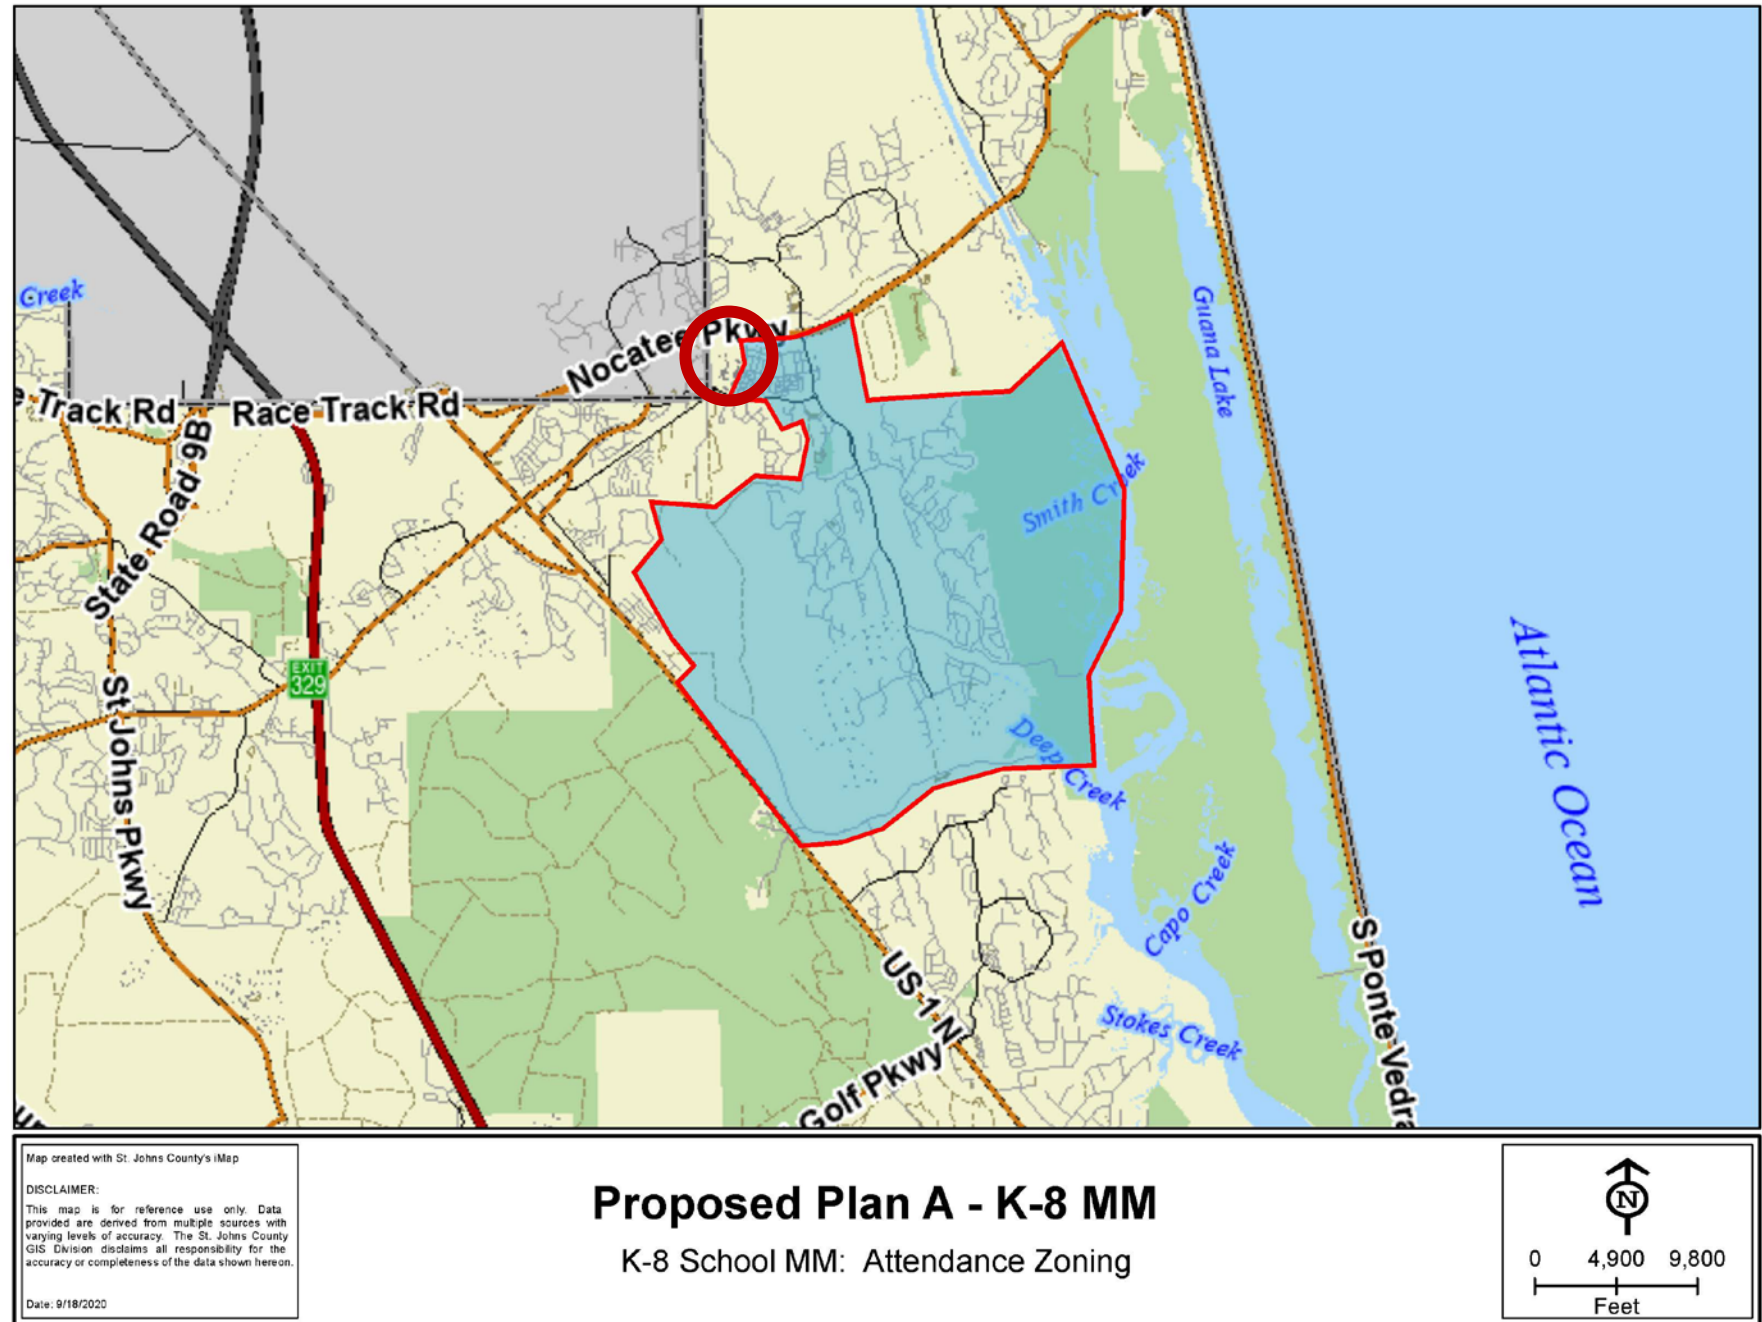 Creek
Nocatee Pkwy
Guana Lake
e Track Rd
Race Track Rd
State Road 9B
Smith Creek
EXIT
329
St Johns Pkwy
Deep Creek
Atlantic Ocean
Capo Creek
US 1 N
S Ponte Vedra
Stokes Creek
Golf Pkwy
Map created with St. Johns County's iMap
DISCLAIMER:
This map is for reference use only. Data
provided are derived from multiple sources with
varying levels of accuracy. The St. Johns County
GIS Division disclaims all responsibility for the
accuracy or completeness of the data shown hereon.
Date: 9/18/2020
Proposed Plan A - K-8 MM
K-8 School MM: Attendance Zoning
N
0 4,900 9,800
Feet